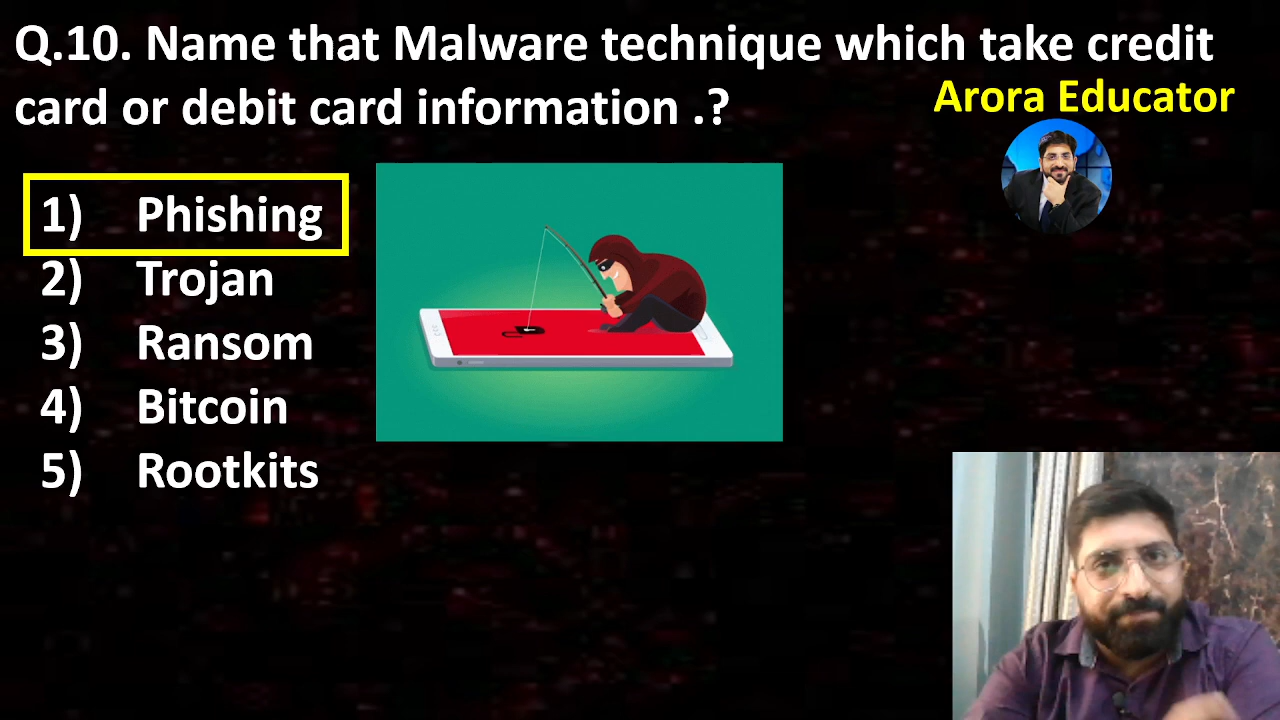 Q.10. Name that Malware technique which take credit
card or debit card information .?
Arora Educator
1) Phishing
2) Trojan
3) Ransom
4) Bitcoin
5) Rootkits